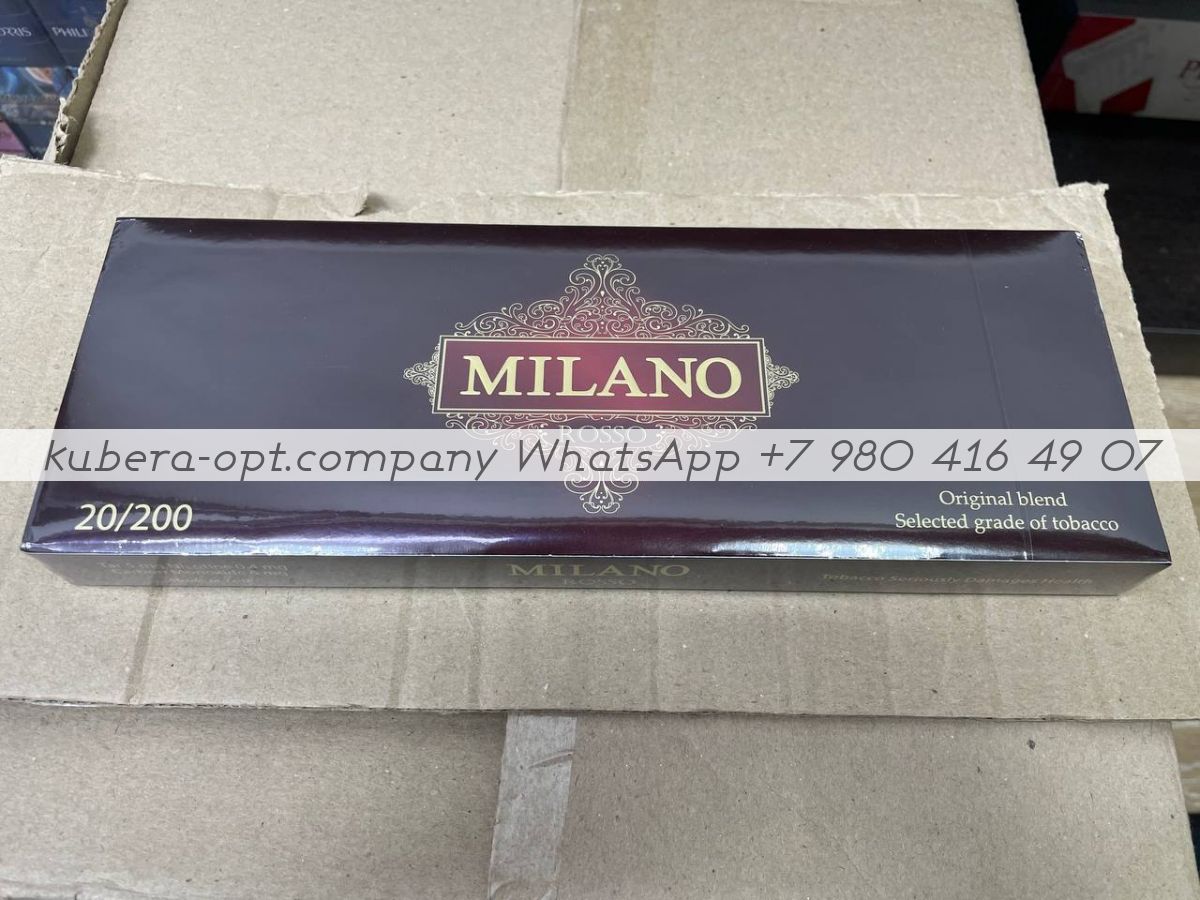 PHILI
MILANO
ROSSO
kubera-opt.company WhatsApp +7 980 416 49 07
20/200
Original blend
Selected grade of tobacco
MILANO
ROSSO
Tobacco Seriously Damages Health